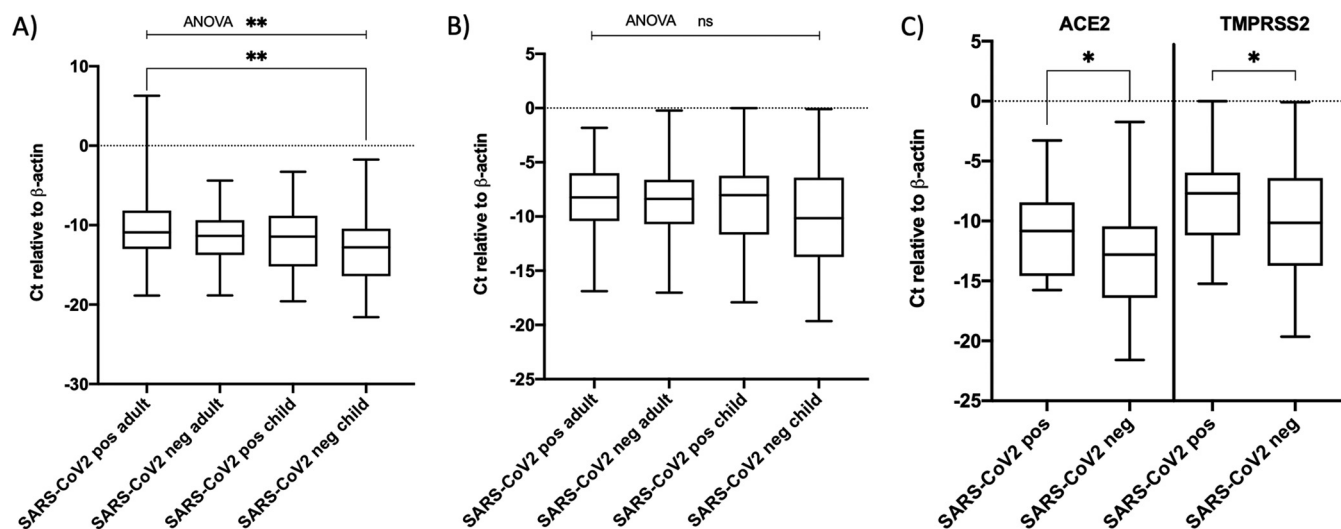 A)
ANOVA **
**
Ct relative to β-actin
10
0
-10
-20
-30
SARS-CoV2 pos adult
SARS-CoV2 neg adult
SARS-CoV2 pos child
SARS-CoV2 neg child
B)
ANOVA ns
Ct relative to β-actin
5
0
-5
-10
-15
-20
-25
SARS-CoV2 pos adult
SARS-CoV2 neg adult
SARS-CoV2 pos child
SARS-CoV2 neg child
C)
ACE2
TMPRSS2
*
*
Ct relative to β-actin
5
0
-5
-10
-15
-20
-25
SARS-CoV2 pos
SARS-CoV2 neg
SARS-CoV2 pos
SARS-CoV2 neg